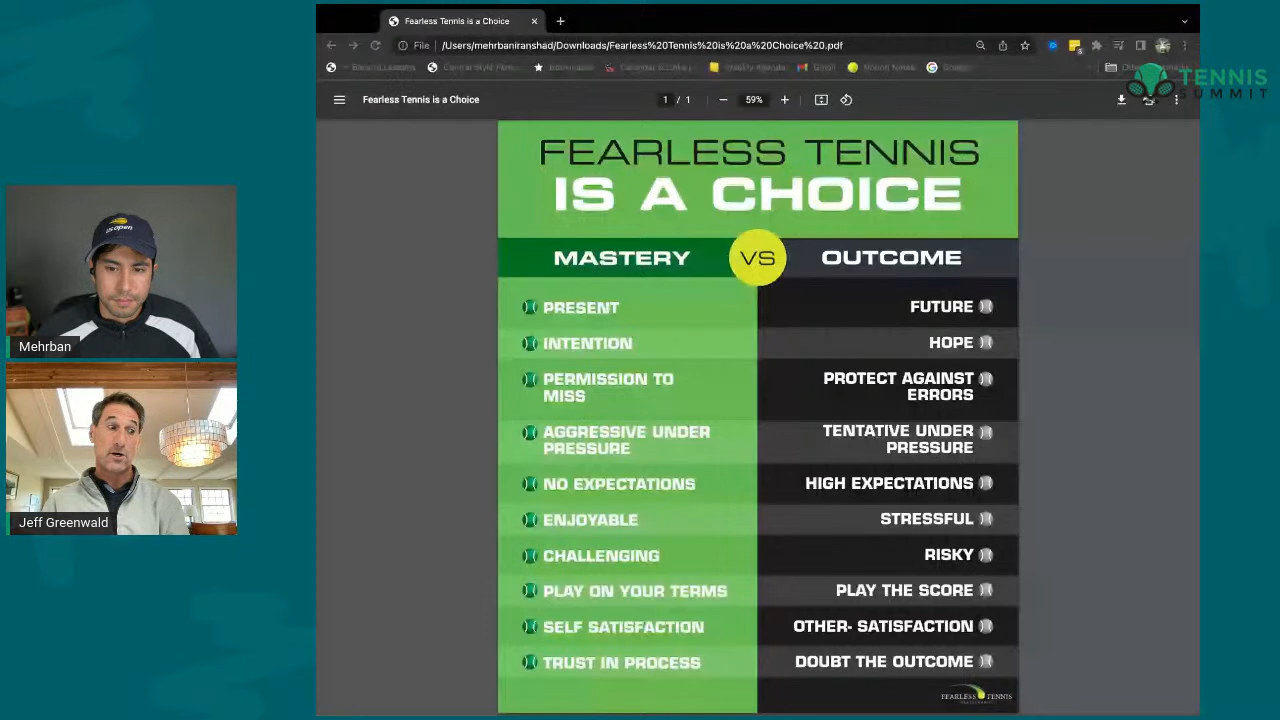 Fearless Tennis is a Choice
File
/Users/mehrbaniranshad/Downloads/Fearless%20Tennis%20is%20a%20Choice%20.pdf
Gmail
TENNIS
SUMMIT
Fearless Tennis is a Choice
1 / 1
59%
FEARLESS TENNIS
IS A CHOICE
MASTERY
VS
OUTCOME
PRESENT
FUTURE
INTENTION
HOPE
PERMISSION TO
MISS
PROTECT AGAINST
ERRORS
AGGRESSIVE UNDER
PRESSURE
TENTATIVE UNDER
PRESSURE
NO EXPECTATIONS
HIGH EXPECTATIONS
ENJOYABLE
STRESSFUL
CHALLENGING
RISKY
PLAY ON YOUR TERMS
PLAY THE SCORE
SELF SATISFACTION
OTHER- SATISFACTION
TRUST IN PROCESS
DOUBT THE OUTCOME
FEARLESS TENNIS
us open
Mehrban
Jeff Greenwald